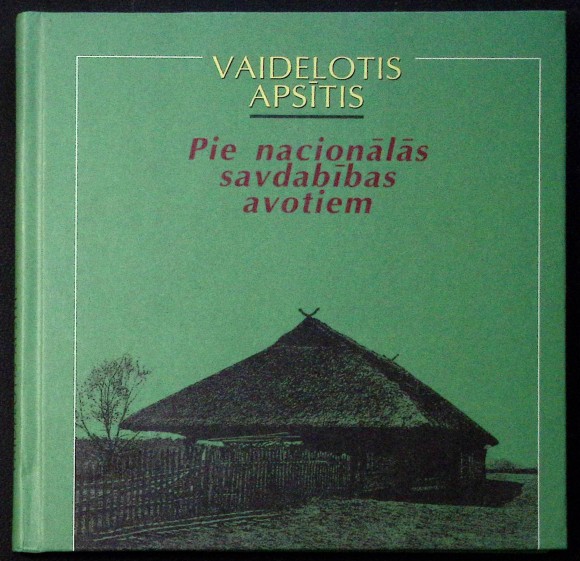 VAIDELOTIS
APSĪTIS
Pie nacionālās
savdabības
avotiem